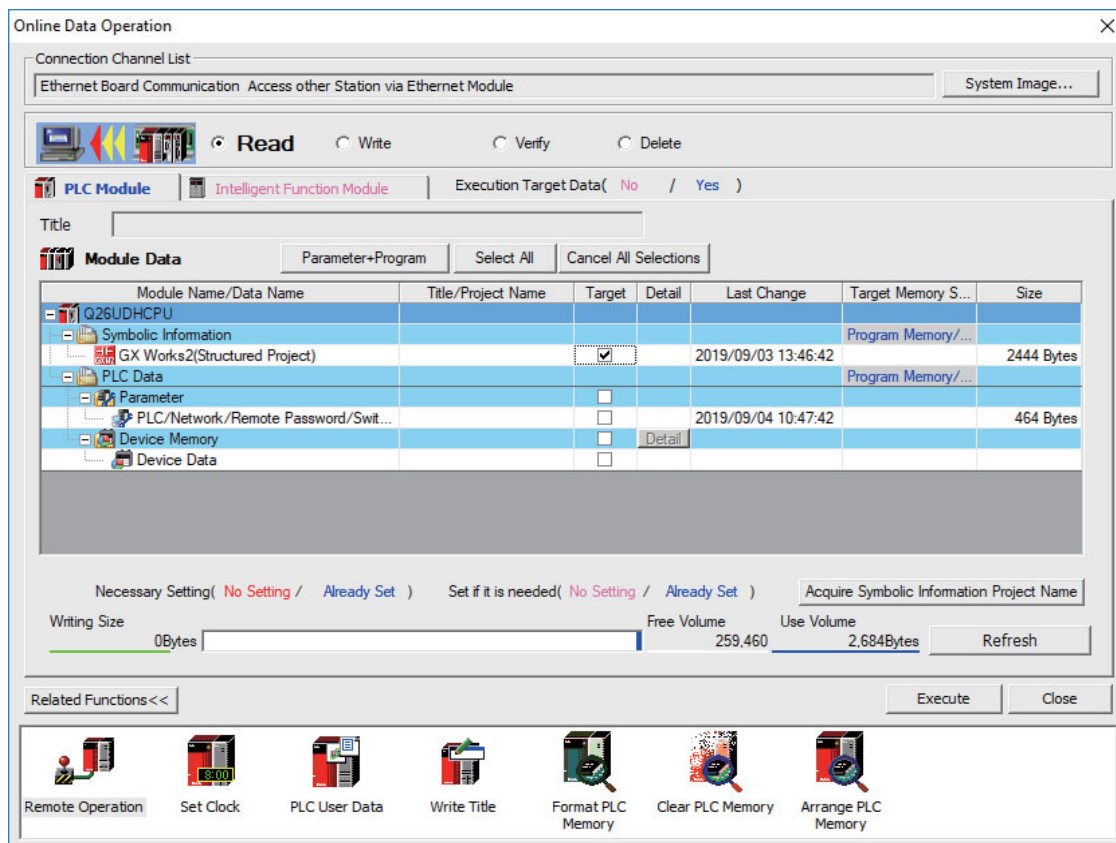 Online Data Operation
Connection Channel List
Ethernet Board Communication Access other Station via Ethernet Module
System Image...
Read Write Verify Delete
PLC Module Intelligent Function Module Execution Target Data( No / Yes )
Title
Module Data Parameter+Program Select All Cancel All Selections
Module Name/Data Name Title/Project Name Target Detail Last Change Target Memory S... Size
Q26UDHCPU
Symbolic Information Program Memory/...
GX Works2(Structured Project) 2019/09/03 13:46:42 2444 Bytes
PLC Data Program Memory/...
Parameter
PLC/Network/Remote Password/Swit... 2019/09/04 10:47:42 464 Bytes
Device Memory Detail
Device Data
Necessary Setting( No Setting / Already Set ) Set if it is needed( No Setting / Already Set ) Acquire Symbolic Information Project Name
Writing Size Free Volume Use Volume
0Bytes 259,460 2,684Bytes Refresh
Related Functions<< Execute Close
8:00
Remote Operation Set Clock PLC User Data Write Title Format PLC Memory Clear PLC Memory Arrange PLC Memory